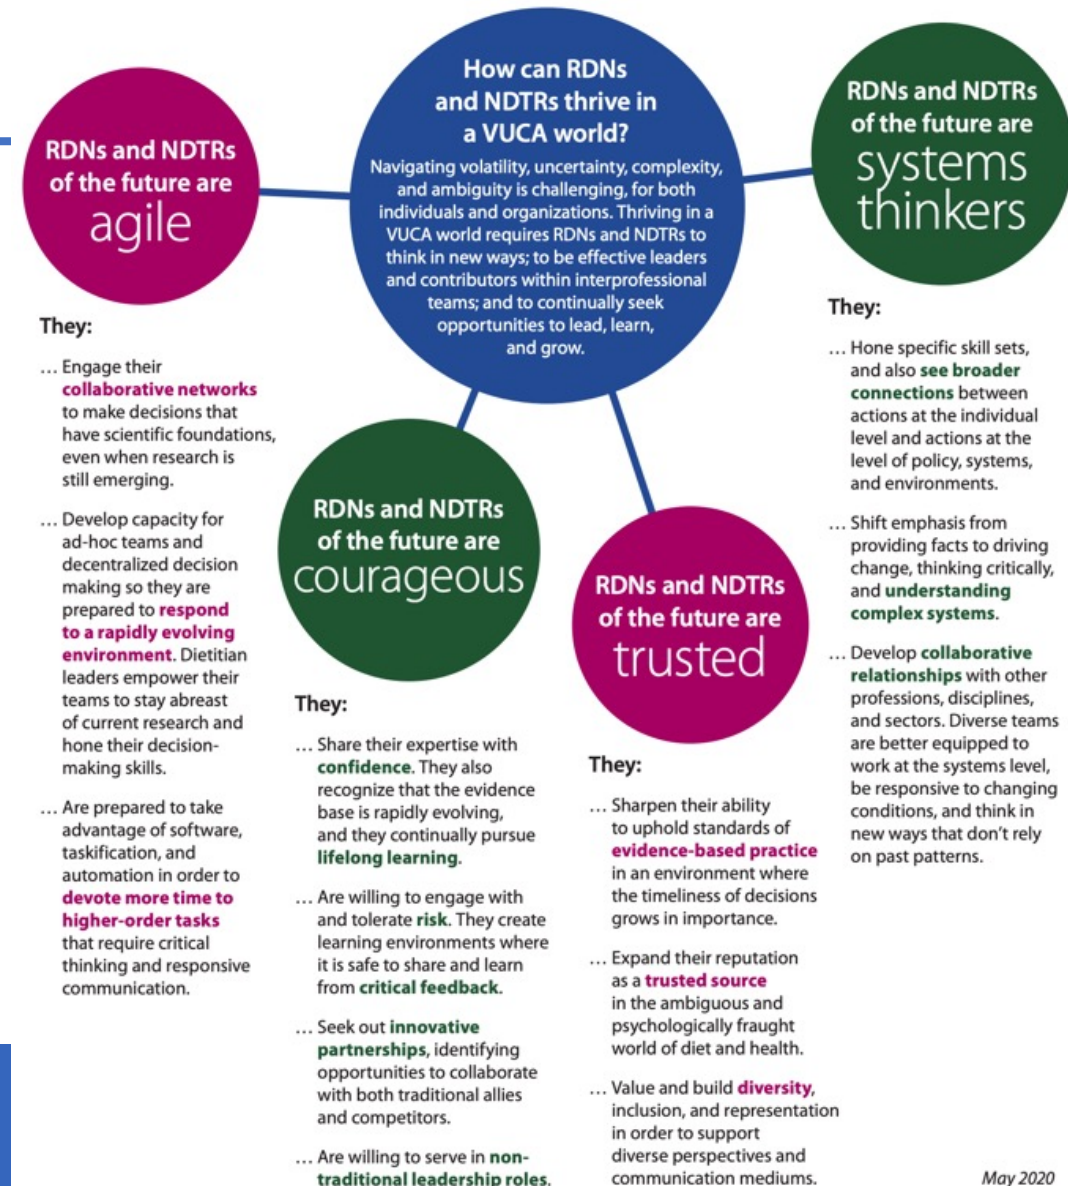 How can RDNs
and NDTRs thrive in
a VUCA world?
Navigating volatility, uncertainty, complexity,
and ambiguity is challenging, for both
individuals and organizations. Thriving in a
VUCA world requires RDNs and NDTRs to
think in new ways; to be effective leaders
and contributors within interprofessional
teams; and to continually seek
opportunities to lead, learn,
and grow.
RDNs and NDTRs
of the future are
agile
They:
... Engage their
collaborative networks
to make decisions that
have scientific foundations,
even when research is
still emerging.
... Develop capacity for
ad-hoc teams and
decentralized decision
making so they are
prepared to respond
to a rapidly evolving
environment. Dietitian
leaders empower their
teams to stay abreast
of current research and
hone their decision-
making skills.
... Are prepared to take
advantage of software,
taskification, and
automation in order to
devote more time to
higher-order tasks
that require critical
thinking and responsive
communication.
RDNs and NDTRs
of the future are
courageous
They:
... Share their expertise with
confidence. They also
recognize that the evidence
base is rapidly evolving,
and they continually pursue
lifelong learning.
... Are willing to engage with
and tolerate risk. They create
learning environments where
it is safe to share and learn
from critical feedback.
... Seek out innovative
partnerships, identifying
opportunities to collaborate
with both traditional allies
and competitors.
... Are willing to serve in non-
traditional leadership roles.
RDNs and NDTRs
of the future are
trusted
They:
... Sharpen their ability
to uphold standards of
evidence-based practice
in an environment where
the timeliness of decisions
grows in importance.
... Expand their reputation
as a trusted source
in the ambiguous and
psychologically fraught
world of diet and health.
... Value and build diversity,
inclusion, and representation
in order to support
diverse perspectives and
communication mediums.
RDNs and NDTRs
of the future are
systems
thinkers
They:
... Hone specific skill sets,
and also see broader
connections between
actions at the individual
level and actions at the
level of policy, systems,
and environments.
... Shift emphasis from
providing facts to driving
change, thinking critically,
and understanding
complex systems.
... Develop collaborative
relationships with other
professions, disciplines,
and sectors. Diverse teams
are better equipped to
work at the systems level,
be responsive to changing
conditions, and think in
new ways that don't rely
on past patterns.
May 2020